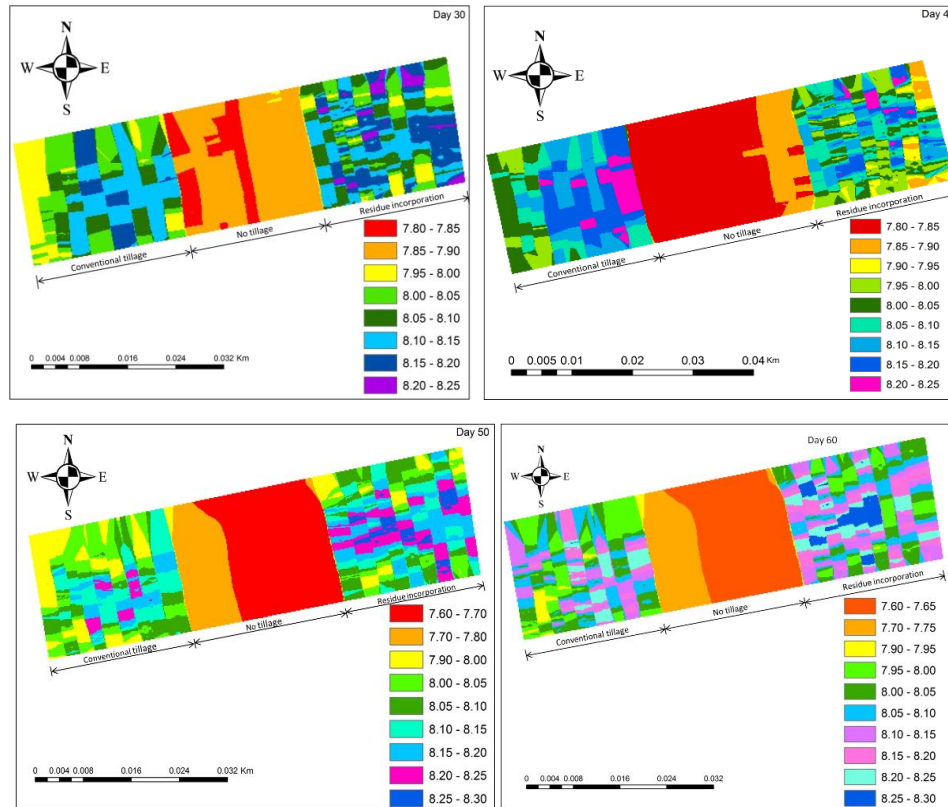 Day 30
N
W E
S
Conventional tillage
No tillage
Residue incorporation
7.80 - 7.85
7.85 - 7.90
7.95 - 8.00
8.00 - 8.05
8.05 - 8.10
8.10 - 8.15
8.15 - 8.20
8.20 - 8.25
0 0.004 0.008 0.016 0.024 0.032 Km
Day 4
N
W E
S
Conventional tillage
No tillage
Residue incorporation
7.80 - 7.85
7.85 - 7.90
7.90 - 7.95
7.95 - 8.00
8.00 - 8.05
8.05 - 8.10
8.10 - 8.15
8.15 - 8.20
8.20 - 8.25
0 0.005 0.01 0.02 0.03 0.04 Km
Day 50
N
W E
S
Conventional tillage
No tillage
Residue incorporation
7.60 - 7.70
7.70 - 7.80
7.90 - 8.00
8.00 - 8.05
8.05 - 8.10
8.10 - 8.15
8.15 - 8.20
8.20 - 8.25
8.25 - 8.30
0 0.004 0.008 0.016 0.024 0.032 Km
Day 60
N
W E
S
Conventional tillage
No tillage
Residue incorporation
7.60 - 7.65
7.70 - 7.75
7.90 - 7.95
7.95 - 8.00
8.00 - 8.05
8.05 - 8.10
8.10 - 8.15
8.15 - 8.20
8.20 - 8.25
8.25 - 8.30
0 0.004 0.008 0.016 0.024 0.032